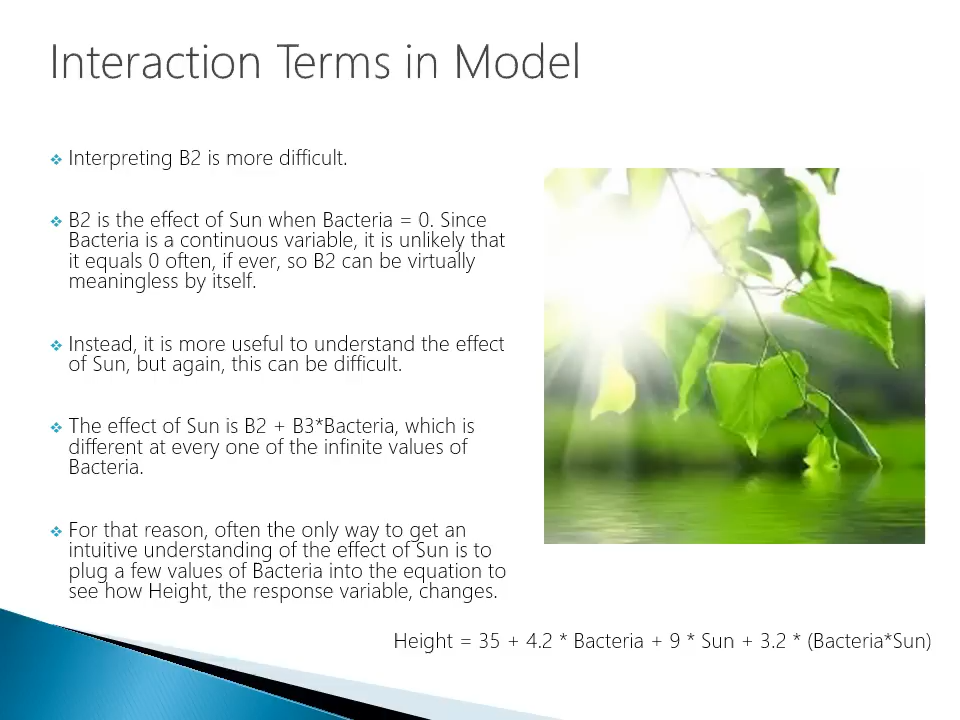 Interaction Terms in Model
❖ Interpreting B2 is more difficult.
❖ B2 is the effect of Sun when Bacteria = 0. Since
Bacteria is a continuous variable, it is unlikely that
it equals 0 often, if ever, so B2 can be virtually
meaningless by itself.
❖ Instead, it is more useful to understand the effect
of Sun, but again, this can be difficult.
❖ The effect of Sun is B2 + B3*Bacteria, which is
different at every one of the infinite values of
Bacteria.
❖ For that reason, often the only way to get an
intuitive understanding of the effect of Sun is to
plug a few values of Bacteria into the equation to
see how Height, the response variable, changes.
Height = 35 + 4.2 * Bacteria + 9 * Sun + 3.2 * (Bacteria*Sun)